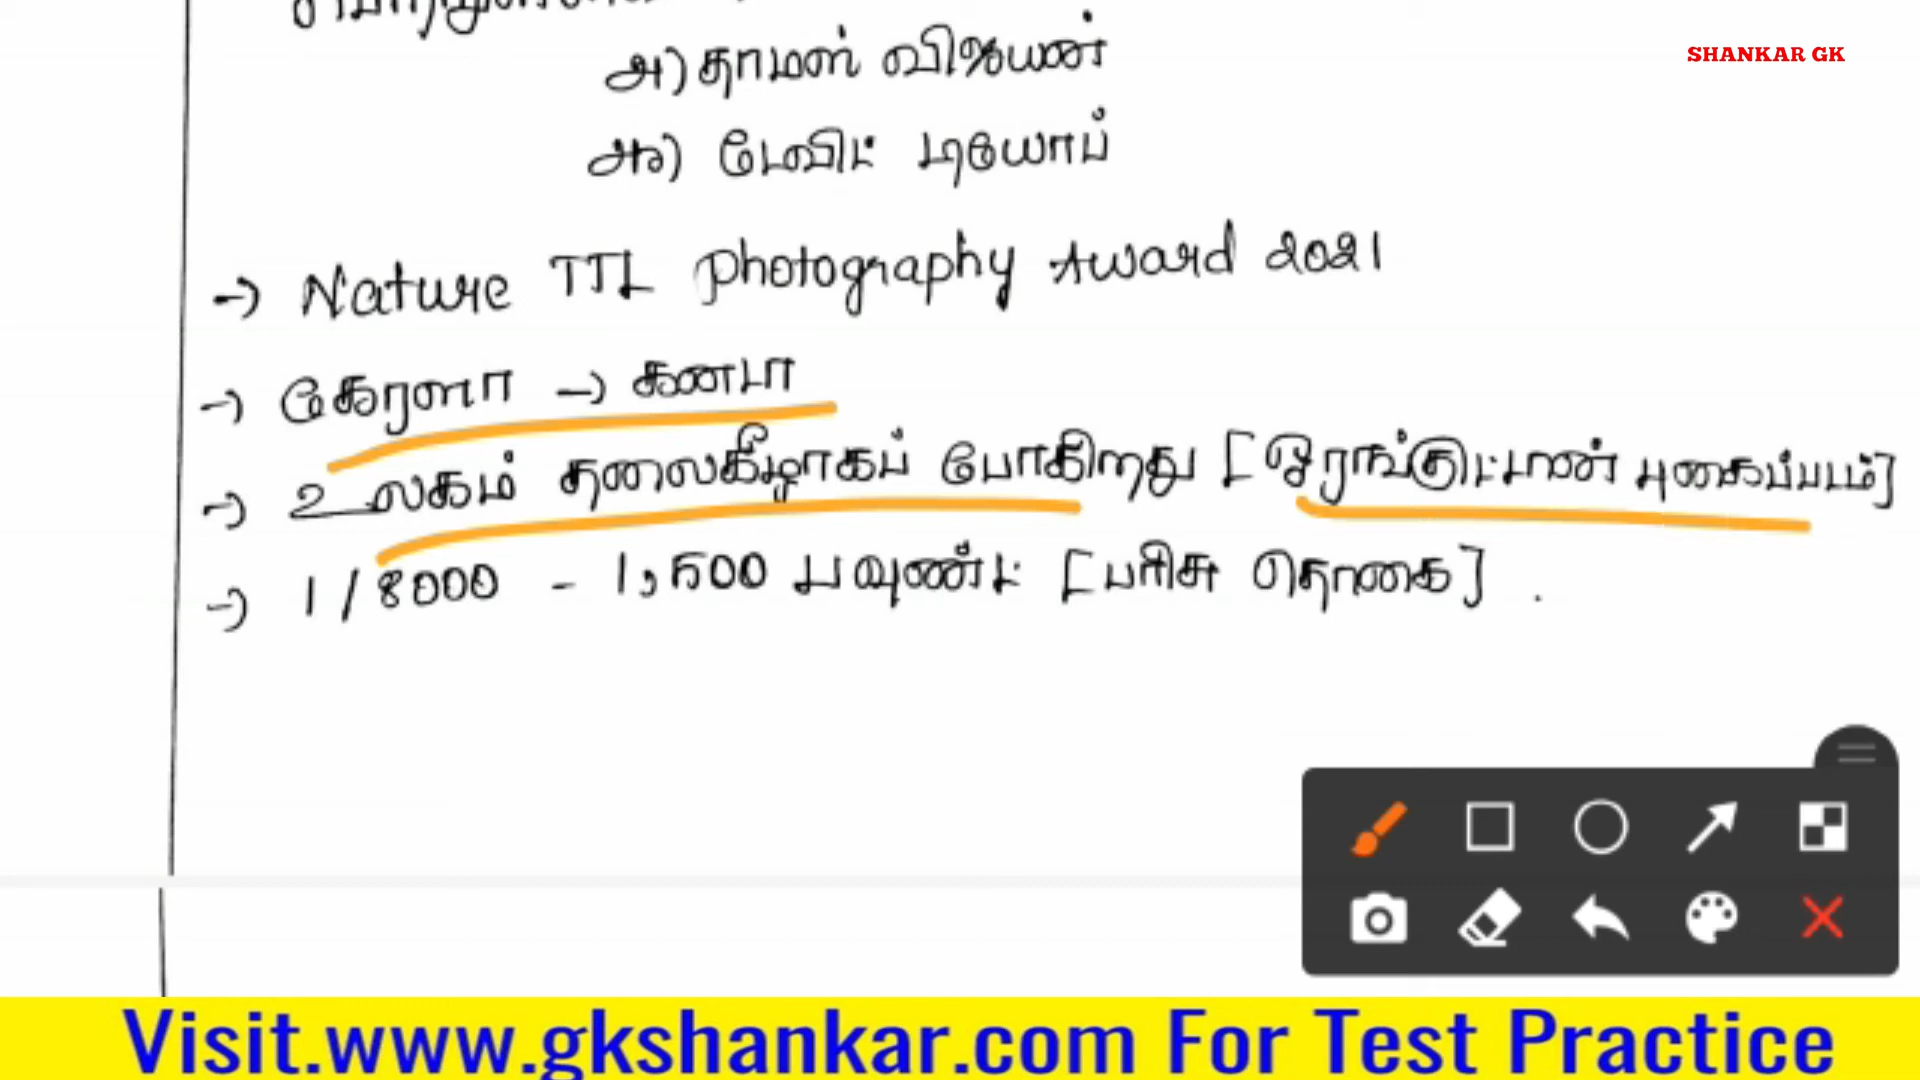 SHANKAR GK
அ) தாமஸ் விஜயன்
ஆ) டேவிட் டியோப்
-> Nature TTL Photography Award 2021
-> கேரளா -> கனடா
-> உலகம் தலைகீழாகப் போகிறது [ஒராங்குட்டான் புகைப்படம்]
-> 1/8000 - 1,500 பவுண்ட் [பரிசு தொகை].
Visit.www.gkshankar.com For Test Practice